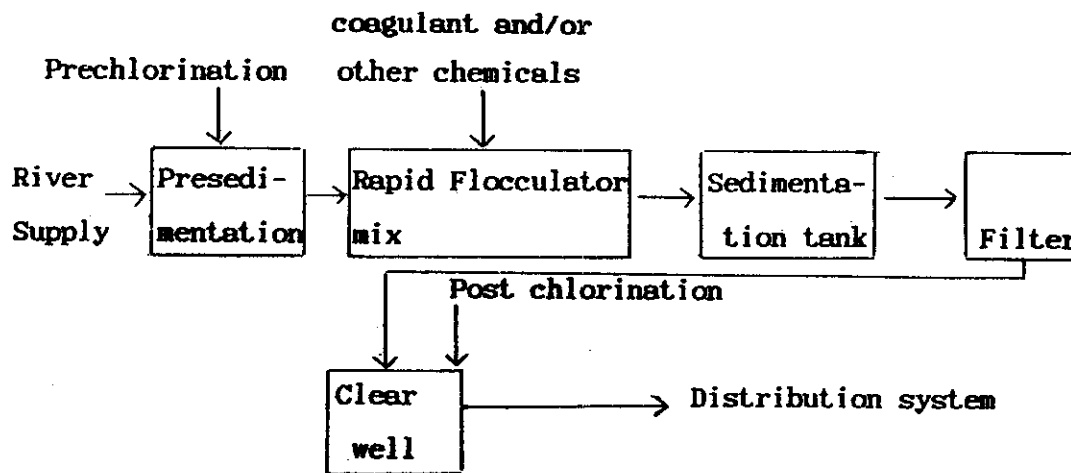 coagulant and/or
Prechlorination other chemicals
River
Supply
Presedi-
mentation
Rapid Flocculator
mix
Sedimenta-
tion tank
Filter
Post chlorination
Clear
well
Distribution system